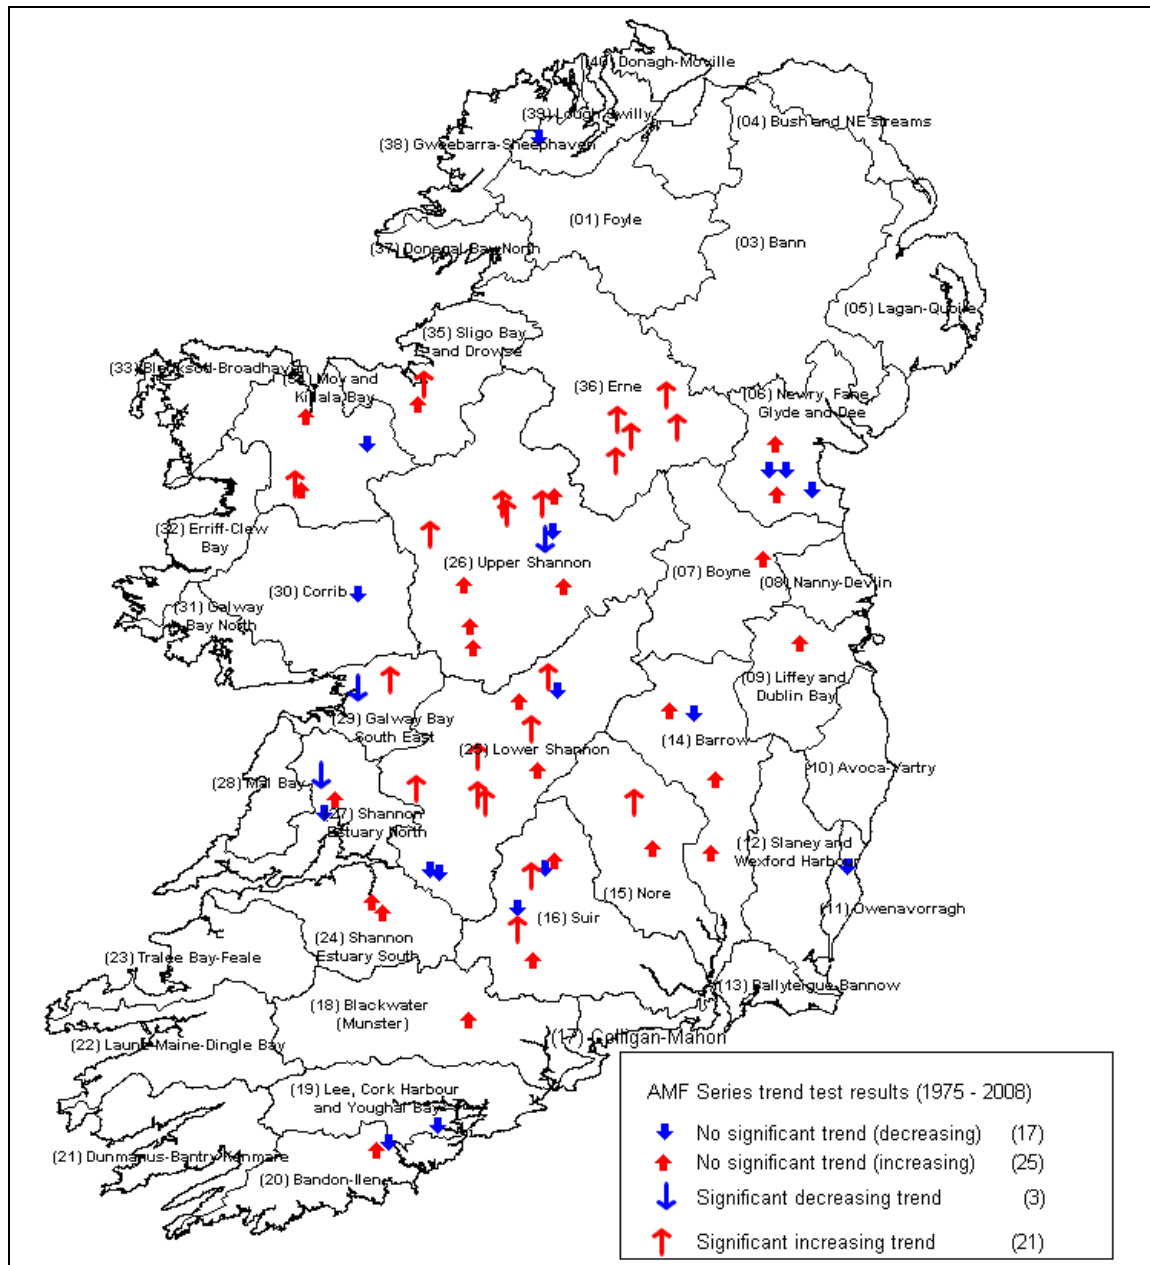 (40) Donagh-Moville
(39) Lough Swilly
(04) Bush and NE streams
(38) Gweebarra-Sheephaven
(01) Foyle
(03) Bann
(37) Donegal Bay North
(05) Lagan-Quoile
(35) Sligo Bay
and Drowse
(33) Blacksod-Broadhaven
(34) Moy and
Killala Bay
(36) Erne
(06) Newry, Fane,
Glyde and Dee
(32) Erriff-Clew
Bay
(26) Upper Shannon
(07) Boyne
(08) Nanny-Devlin
(30) Corrib
(31) Galway
Bay North
(09) Liffey and
Dublin Bay
(29) Galway Bay
South East
(25) Lower Shannon
(14) Barrow
(10) Avoca-Vartry
(28) Mal Bay
(27) Shannon
Estuary North
(12) Slaney and
Wexford Harbour
(15) Nore
(11) Owenavorragh
(16) Suir
(24) Shannon
Estuary South
(23) Tralee Bay-Feale
(13) Ballyteigue-Bannow
(18) Blackwater
(Munster)
(17) Colligan-Mahon
(22) Laune-Maine-Dingle Bay
(19) Lee, Cork Harbour
and Youghal Bay
(21) Dunmanus-Bantry-Kenmare
(20) Bandon-Ilen
AMF Series trend test results (1975 - 2008)
No significant trend (decreasing) (17)
No significant trend (increasing) (25)
Significant decreasing trend (3)
Significant increasing trend (21)